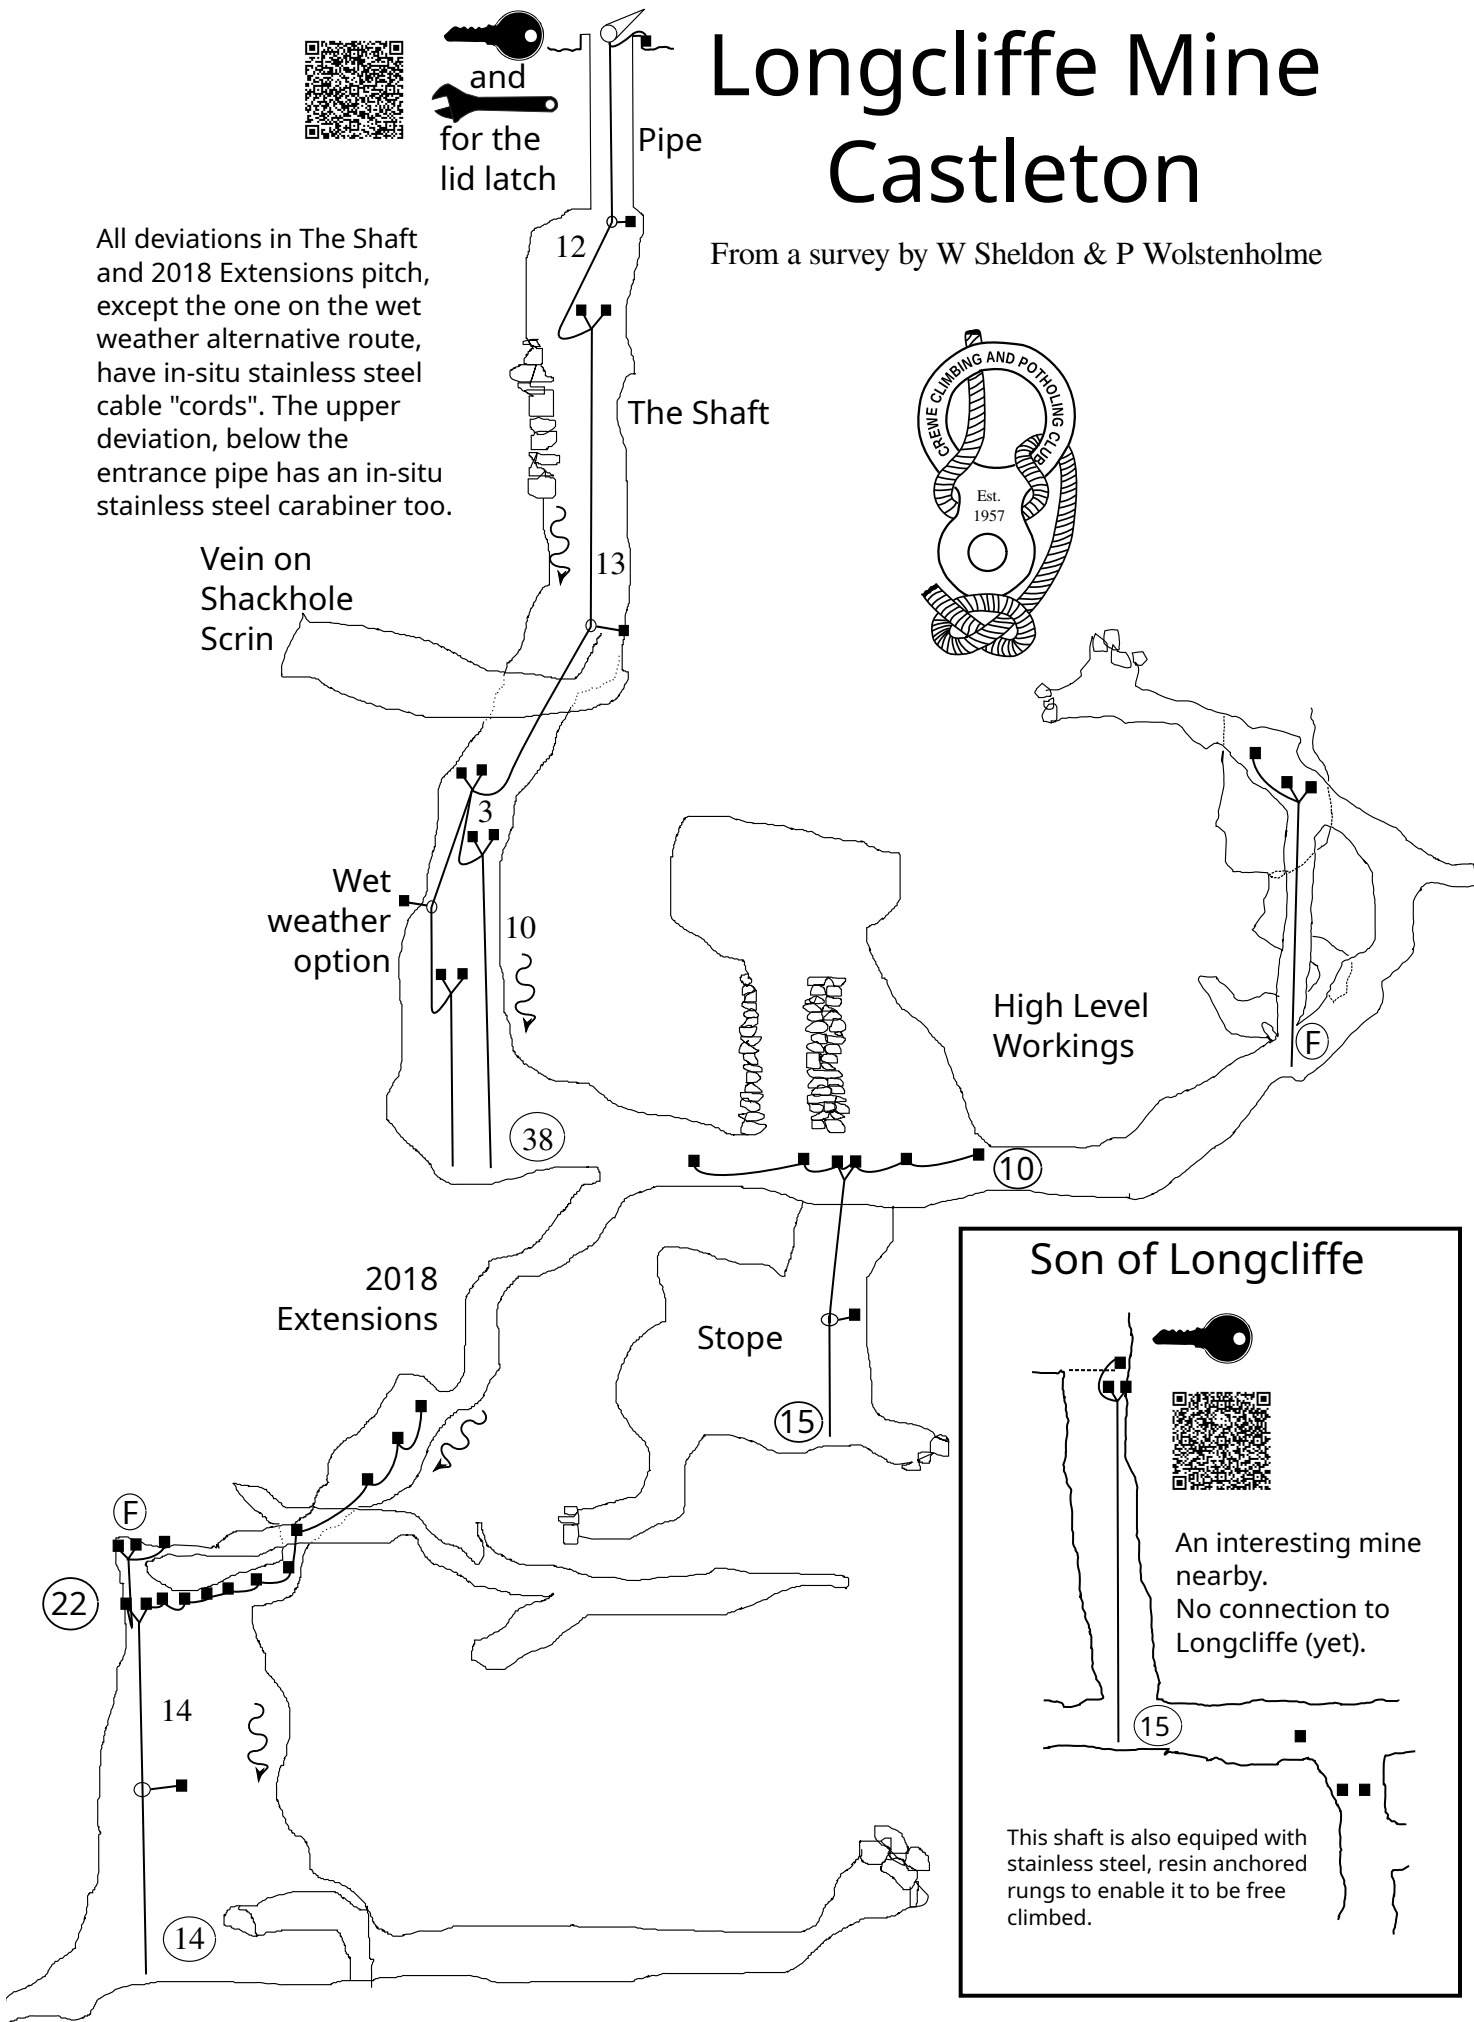 Longcliffe Mine
Castleton
From a survey by W Sheldon & P Wolstenholme
and
for the
lid latch
Pipe
12
All deviations in The Shaft
and 2018 Extensions pitch,
except the one on the wet
weather alternative route,
have in-situ stainless steel
cable "cords". The upper
deviation, below the
entrance pipe has an in-situ
stainless steel carabiner too.
The Shaft
CREWE CLIMBING AND POTHOLING CLUB
Est.
1957
13
Vein on
Shackhole
Scrin
3
Wet
weather
option
10
High Level
Workings
F
38
10
2018
Extensions
Stope
15
F
22
14
14
Son of Longcliffe
An interesting mine
nearby.
No connection to
Longcliffe (yet).
15
This shaft is also equiped with
stainless steel, resin anchored
rungs to enable it to be free
climbed.